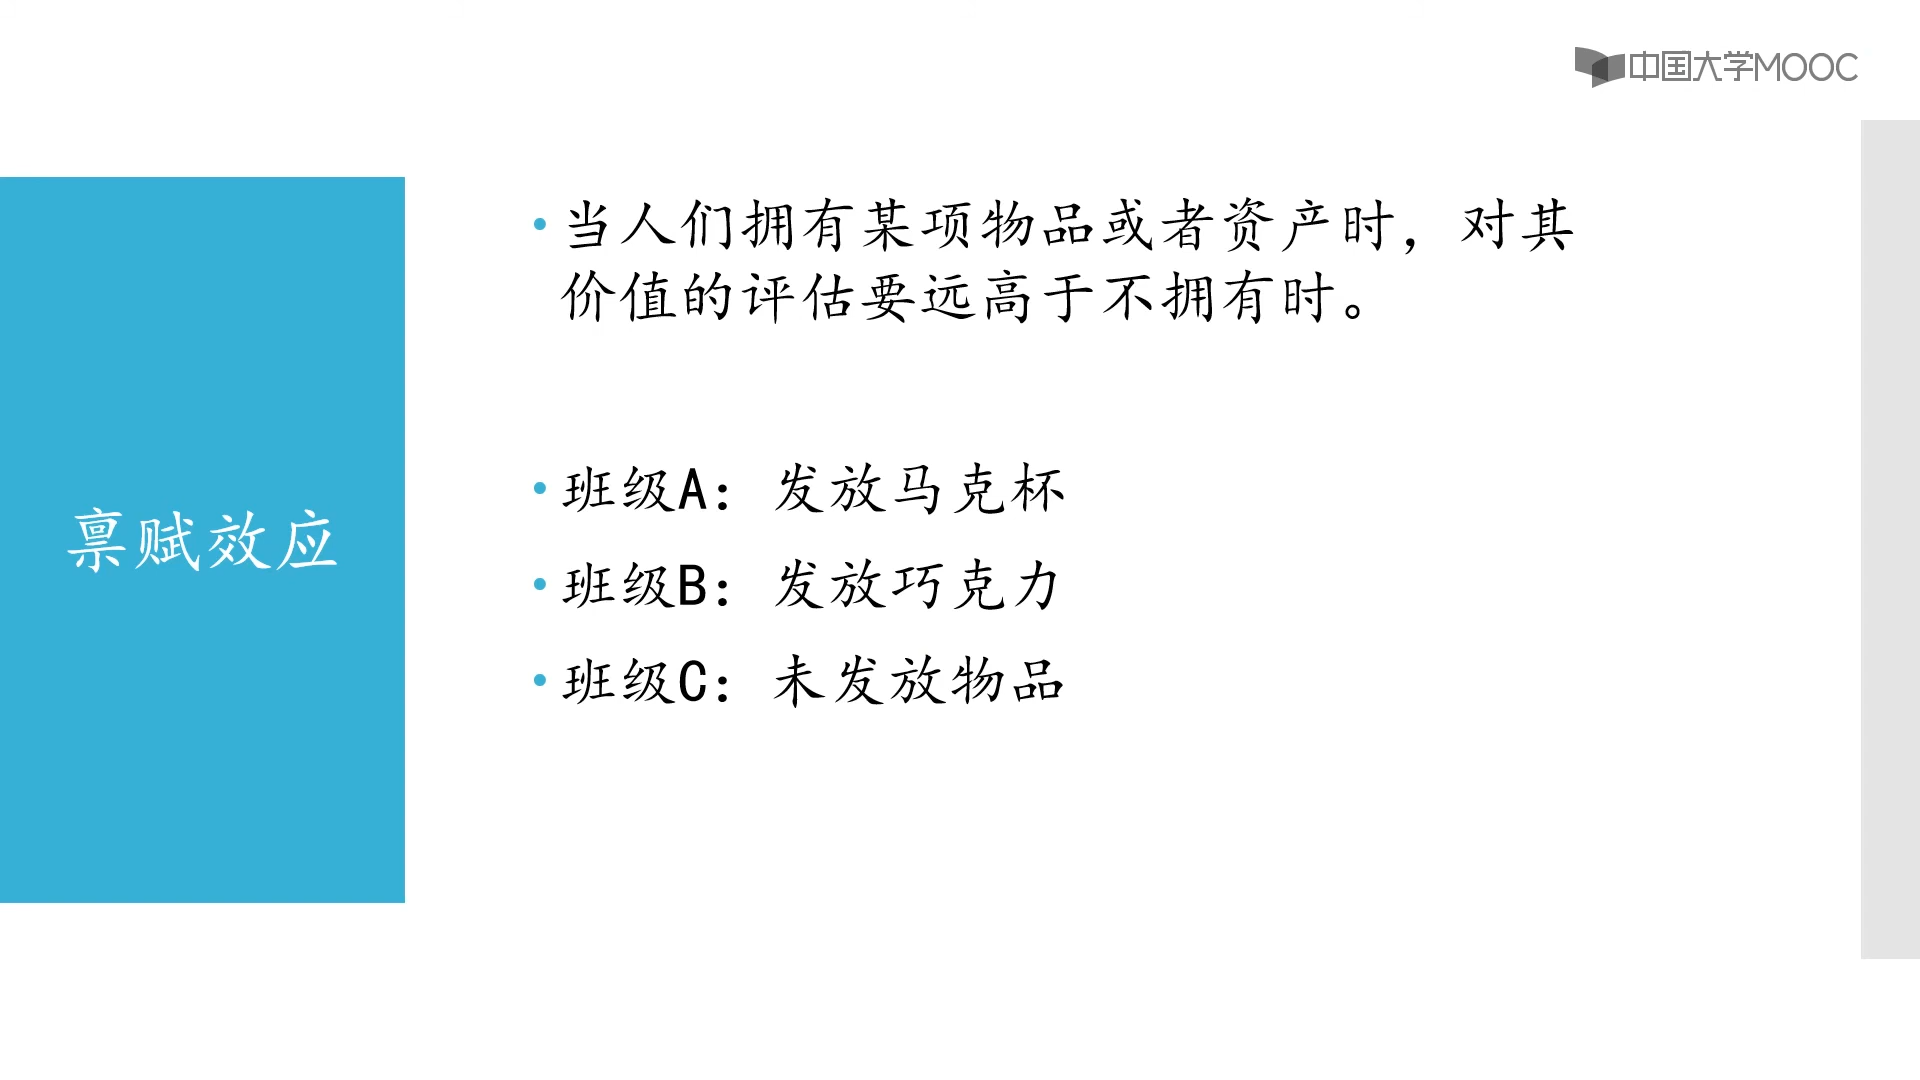 中国大学MOOC
禀赋效应
当人们拥有某项物品或者资产时，对其
价值的评估要远高于不拥有时。
班级A：发放马克杯
班级B：发放巧克力
班级C：未发放物品